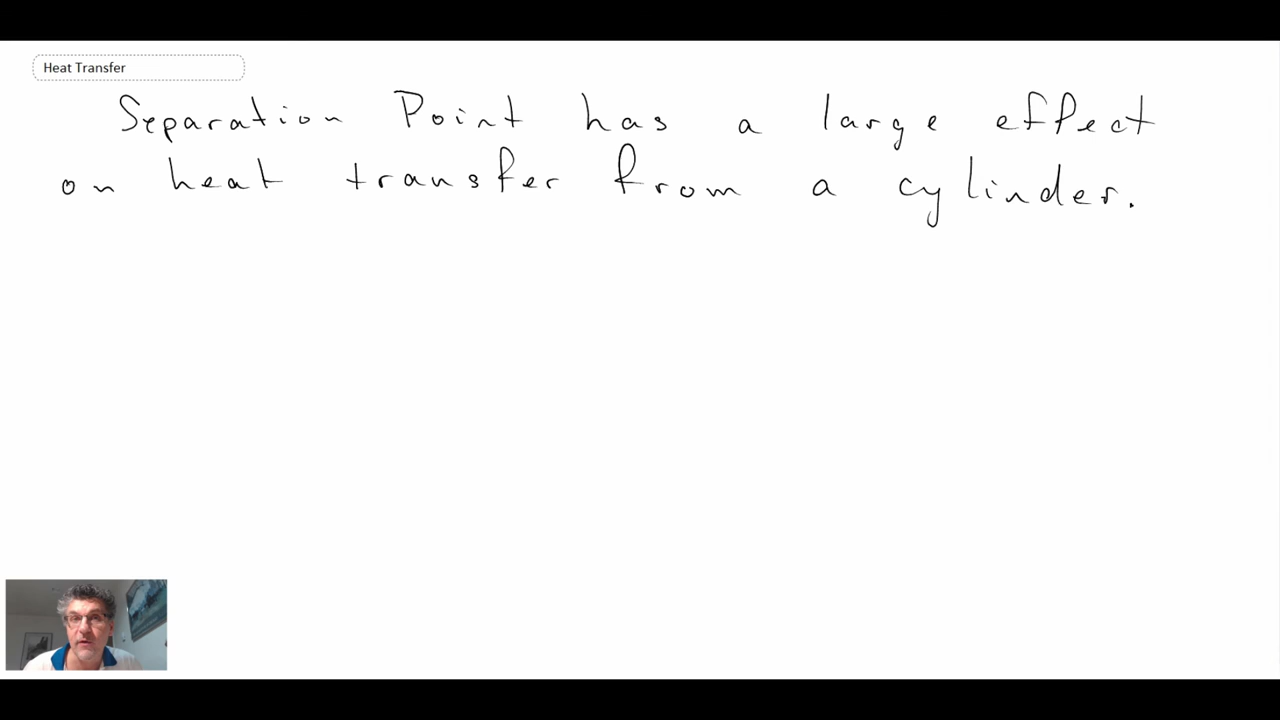 Heat Transfer
Separation Point has a large effect
on heat transfer from a cylinder.